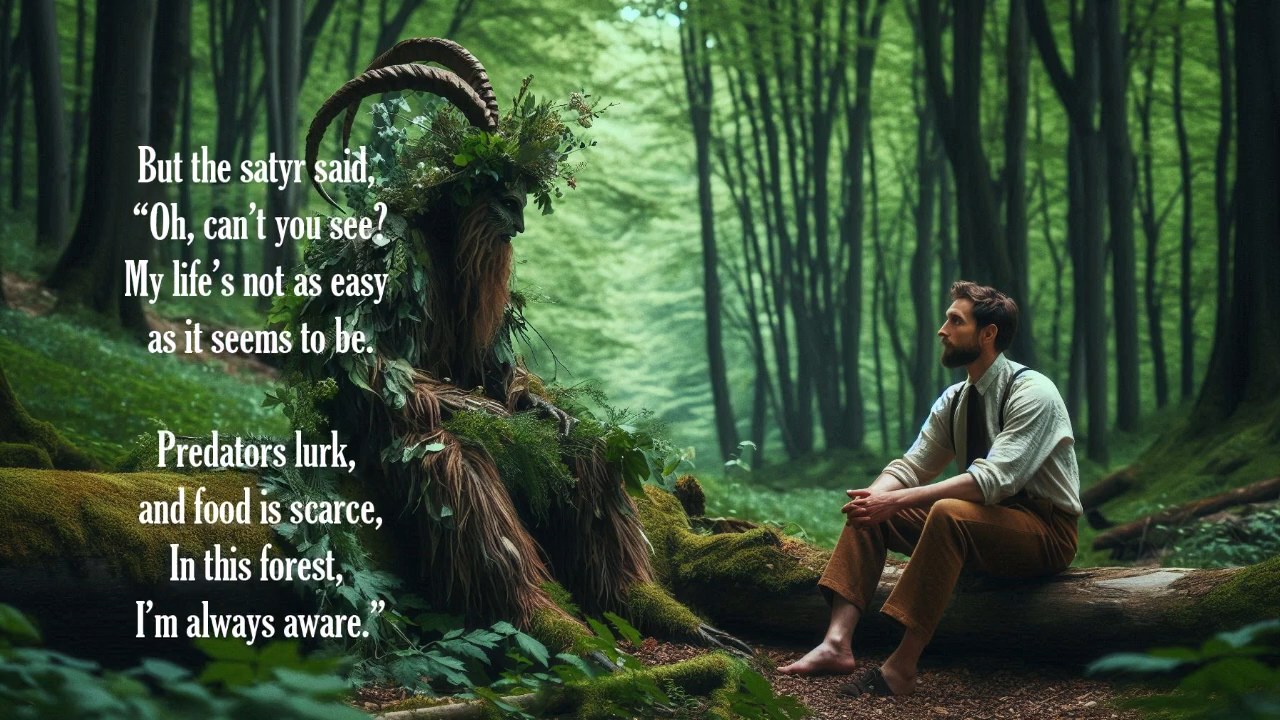 But the satyr said,
“Oh, can’t you see?
My life’s not as easy
as it seems to be.
Predators lurk,
and food is scarce,
In this forest,
I’m always aware.”